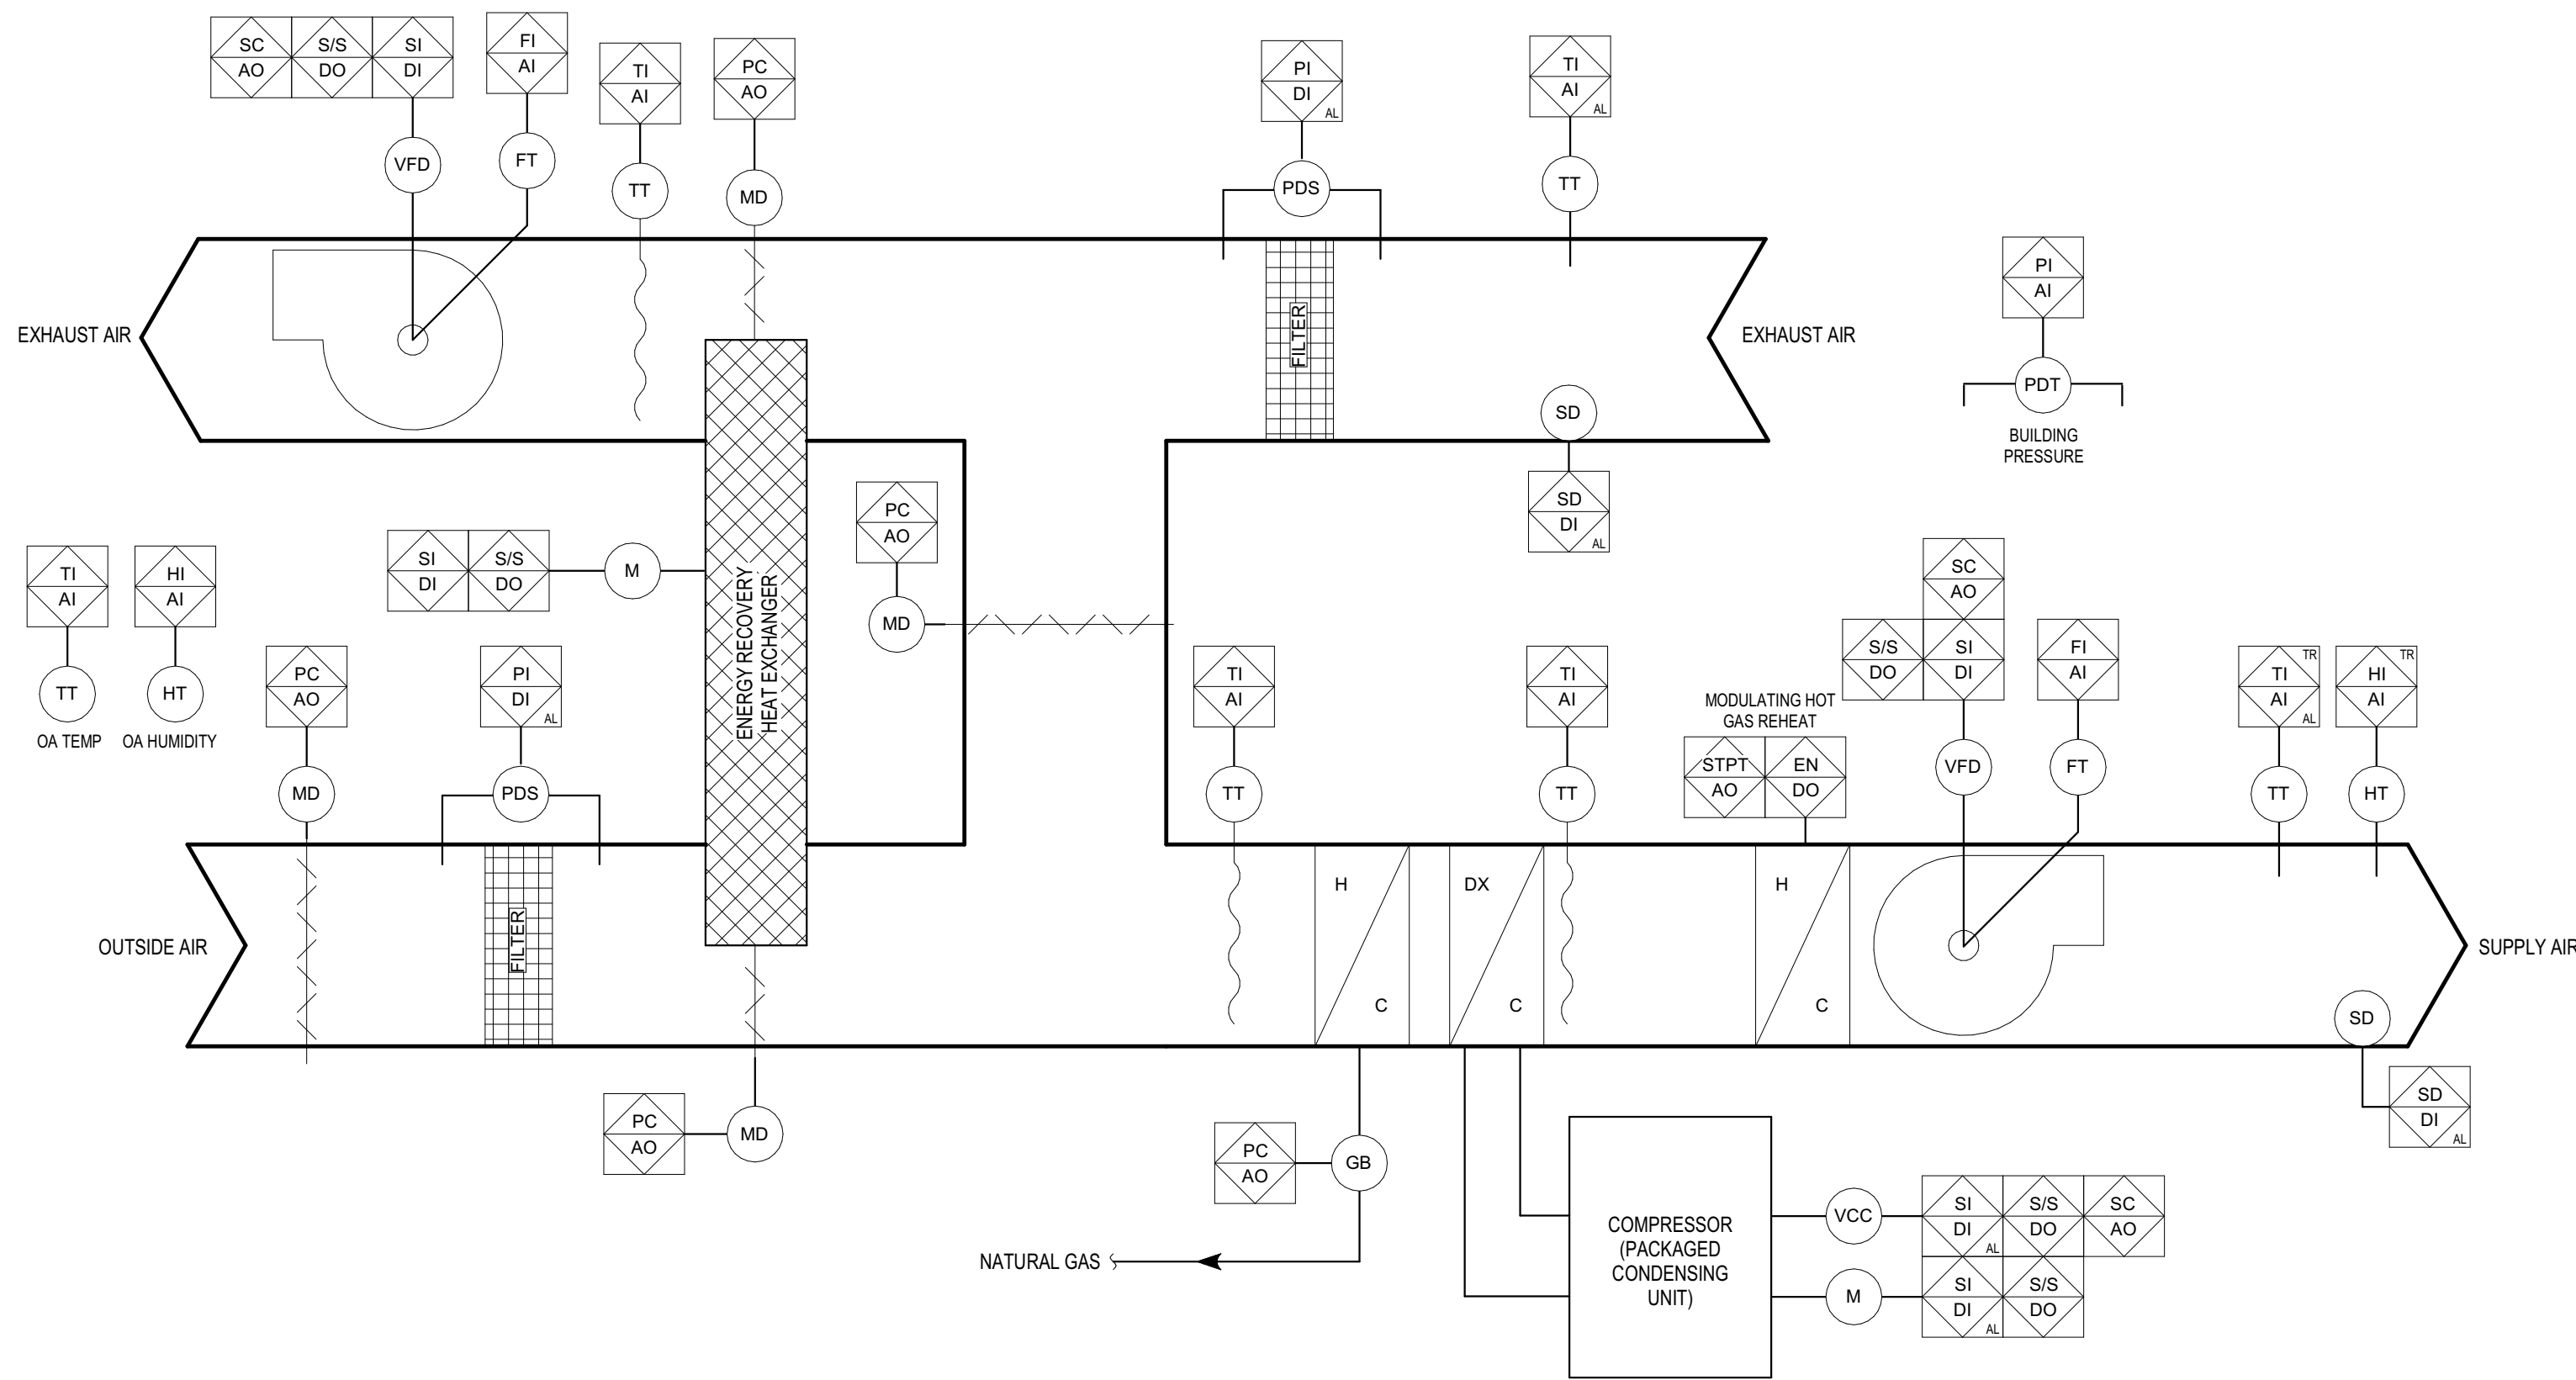 SC
AO
S/S
DO
SI
DI
FI
AI
TI
AI
PC
AO
PI
DI
AL
TI
AI
AL
VFD
FT
TT
MD
PDS
TT
EXHAUST AIR
FILTER
EXHAUST AIR
PI
AI
PDT
BUILDING
PRESSURE
SD
SD
DI
AL
TI
AI
TT
OA TEMP
HI
AI
HT
OA HUMIDITY
SI
DI
S/S
DO
M
ENERGY RECOVERY
HEAT EXCHANGER
PC
AO
MD
PC
AO
MD
PI
DI
AL
PDS
TI
AI
TT
TI
AI
TT
MODULATING HOT
GAS REHEAT
STPT
AO
EN
DO
SC
AO
S/S
DO
SI
DI
VFD
FI
AI
FT
TI
TR
AI
AL
TT
HI
TR
AI
HT
OUTSIDE AIR
FILTER
H
C
DX
C
H
C
SUPPLY AIR
SD
SD
DI
AL
PC
AO
MD
PC
AO
GB
NATURAL GAS
COMPRESSOR
(PACKAGED
CONDENSING
UNIT)
VCC
SI
DI
AL
S/S
DO
SC
AO
M
SI
DI
AL
S/S
DO